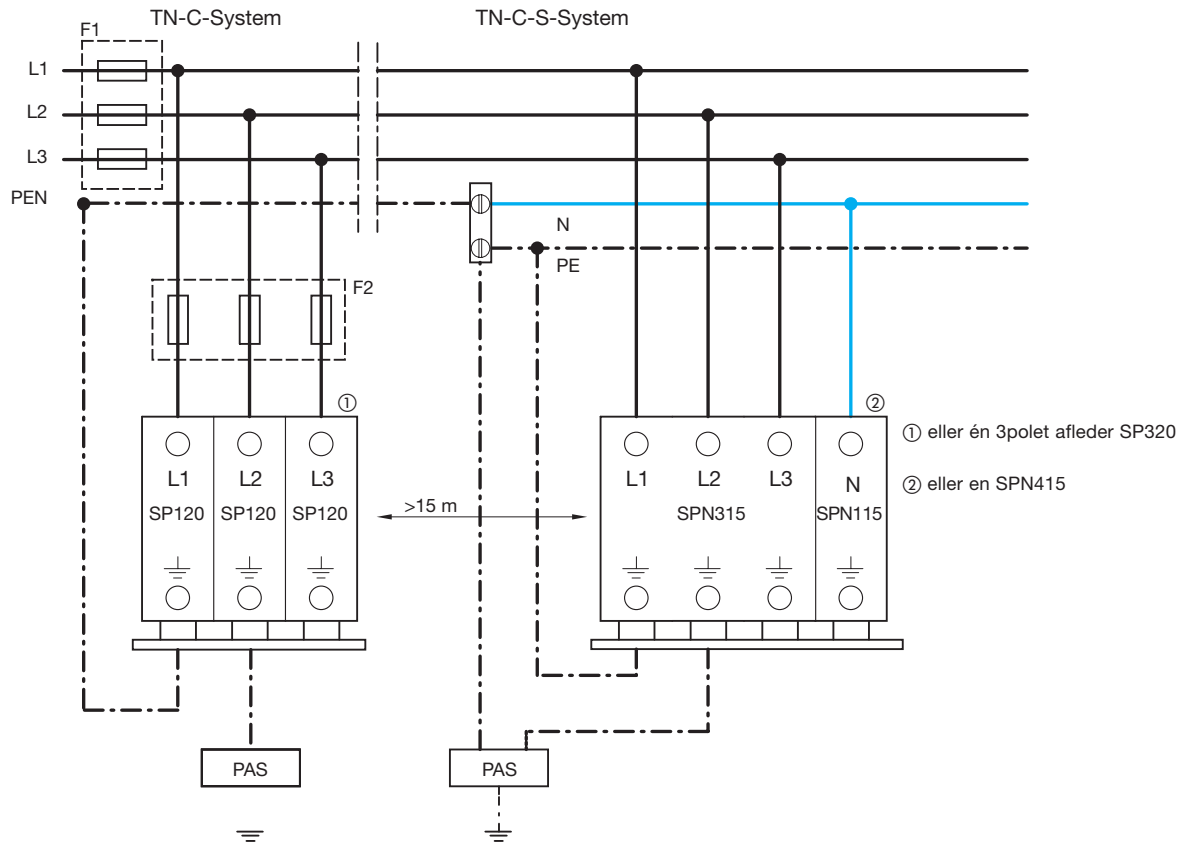 TN-C-System
TN-C-S-System
F1
L1
L2
L3
PEN
N
PE
F2
①
②
L1
L2
L3
SP120
SP120
SP120
>15 m
L1
L2
L3
N
SPN315
SPN115
① eller én 3polet afleder SP320
② eller en SPN415
PAS
PAS